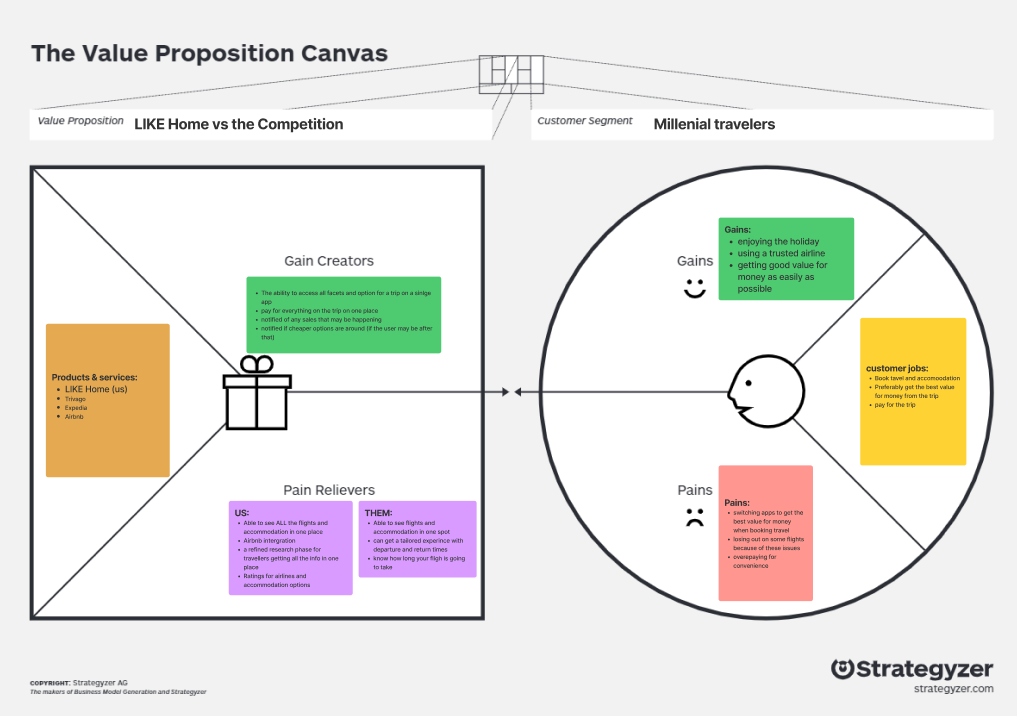 The Value Proposition Canvas
Value Proposition LIKE Home vs the Competition
Customer Segment Millenial travelers
Gain Creators
• The ability to access all facets and option for a trip on a sinlge
app
• pay for everything on the trip on one place
• notified of any sales that may be happening
• notified if cheaper options are around (if the user may be after
that)
Products & services:
• LIKE Home (us)
• Trivago
• Expedia
• Airbnb
Pain Relievers
US:
• Able to see ALL the flights and
accommodation in one place
• Airbnb intergration
• a refined research phase for
travellers getting all the info in one
place
• Ratings for airlines and
accommodation options
THEM:
• Able to see flights and
accommodation in one spot
• can get a tailored experince with
departure and return times
• know how long your fligh is going
to take
Gains
Gains:
• enjoying the holiday
• using a trusted airline
• getting good value for
money as easily as
possible
customer jobs:
• Book tavel and accomoodation
• Preferably get the best value
for money from the trip
• pay for the trip
Pains
Pains:
• switching apps to get the
best value for money
when booking travel
• losing out on some flights
because of these issues
• overepaying for
convenience
COPYRIGHT: Strategyzer AG
The makers of Business Model Generation and Strategyzer
Strategyzer
strategyzer.com